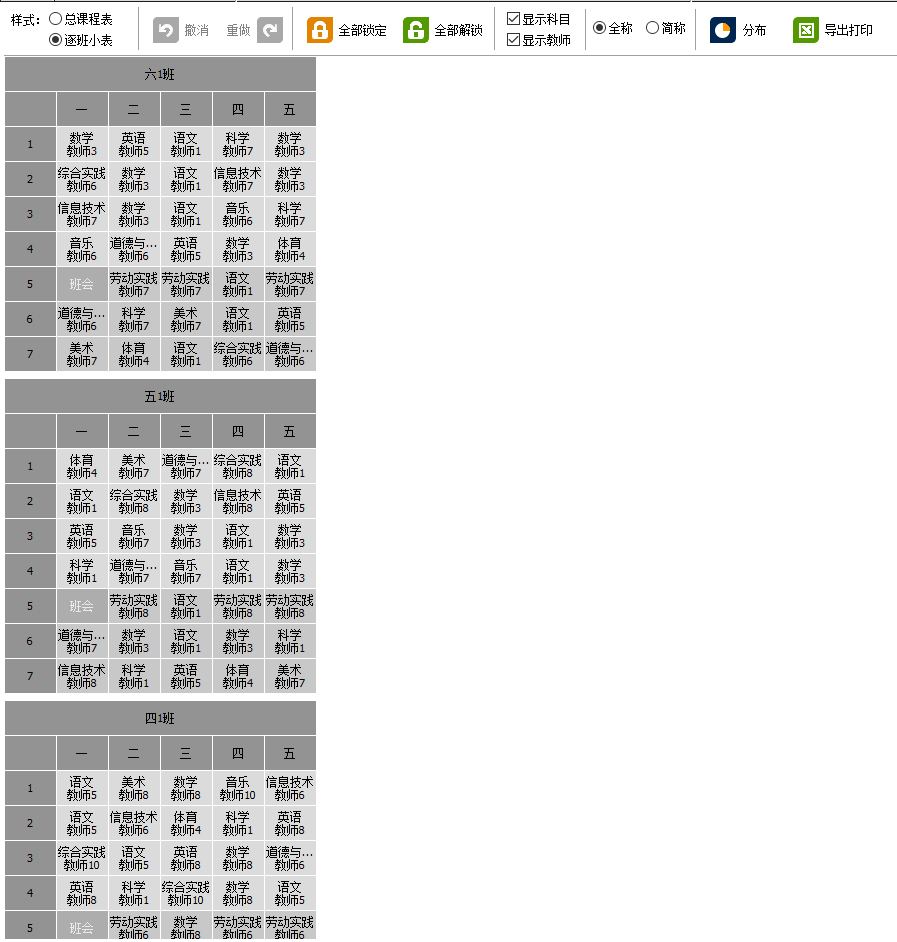 样式： 总课程表
逐班小表
撤消 重做 全部锁定 全部解锁
显示科目
显示教师
全称 简称 分布 导出打印
六1班
一 二 三 四 五
1 数学 英语 语文 科学 数学
教师3 教师5 教师1 教师7 教师3
2 综合实践 数学 语文 信息技术 数学
教师6 教师3 教师1 教师7 教师3
3 信息技术 数学 语文 音乐 科学
教师7 教师3 教师1 教师6 教师7
4 音乐 道德与... 英语 数学 体育
教师6 教师6 教师5 教师3 教师4
5 班会 劳动实践 劳动实践 语文 劳动实践
教师7 教师7 教师1 教师7
6 道德与... 科学 美术 语文 英语
教师6 教师7 教师7 教师1 教师5
7 美术 体育 语文 综合实践 道德与...
教师7 教师4 教师1 教师6 教师6
五1班
一 二 三 四 五
1 体育 美术 道德与... 综合实践 语文
教师4 教师7 教师7 教师8 教师1
2 语文 综合实践 数学 信息技术 英语
教师1 教师8 教师3 教师8 教师5
3 英语 音乐 数学 语文 数学
教师5 教师7 教师3 教师1 教师3
4 科学 道德与... 音乐 语文 数学
教师1 教师7 教师7 教师1 教师3
5 班会 劳动实践 语文 劳动实践 劳动实践
教师8 教师1 教师8 教师8
6 道德与... 数学 语文 数学 科学
教师7 教师3 教师1 教师3 教师1
7 信息技术 科学 英语 体育 美术
教师8 教师1 教师5 教师4 教师7
四1班
一 二 三 四 五
1 语文 美术 数学 音乐 信息技术
教师5 教师8 教师8 教师10 教师6
2 语文 信息技术 体育 科学 英语
教师5 教师6 教师4 教师1 教师8
3 综合实践 语文 英语 数学 道德与...
教师10 教师5 教师8 教师8 教师6
4 英语 科学 综合实践 数学 语文
教师8 教师1 教师10 教师8 教师5
5 班会 劳动实践 数学 劳动实践 劳动实践
教师6 教师8 教师6 教师6